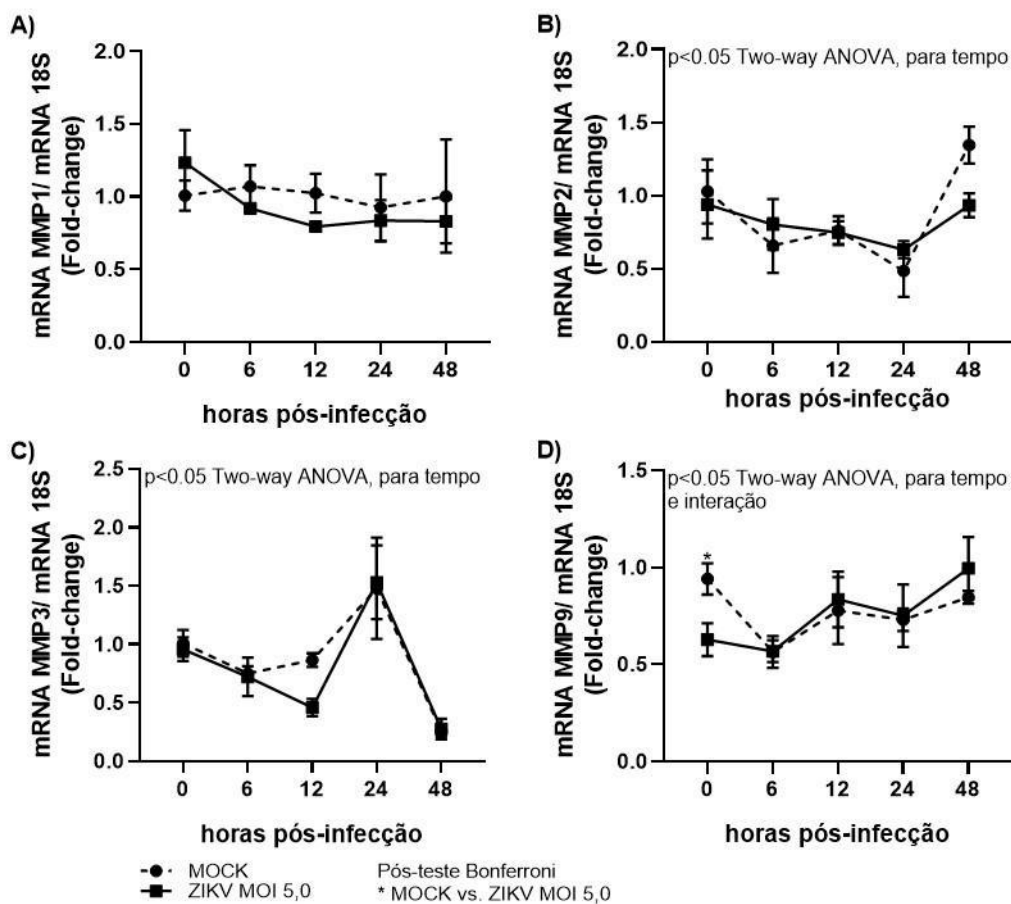 A)
mRNA MMP1/ mRNA 18S
(Fold-change)
2.0
1.5
1.0
0.5
0.0
0 6 12 24 48
horas pós-infecção
B)
mRNA MMP2/ mRNA 18S
(Fold-change)
p<0.05 Two-way ANOVA, para tempo
2.0
1.5
1.0
0.5
0.0
0 6 12 24 48
horas pós-infecção
C)
mRNA MMP3/ mRNA 18S
(Fold-change)
p<0.05 Two-way ANOVA, para tempo
2.5
2.0
1.5
1.0
0.5
0.0
0 6 12 24 48
horas pós-infecção
D)
mRNA MMP9/ mRNA 18S
(Fold-change)
p<0.05 Two-way ANOVA, para tempo
e interação
*
1.5
1.0
0.5
0.0
0 6 12 24 48
horas pós-infecção
MOCK
ZIKV MOI 5,0
Pós-teste Bonferroni
* MOCK vs. ZIKV MOI 5,0